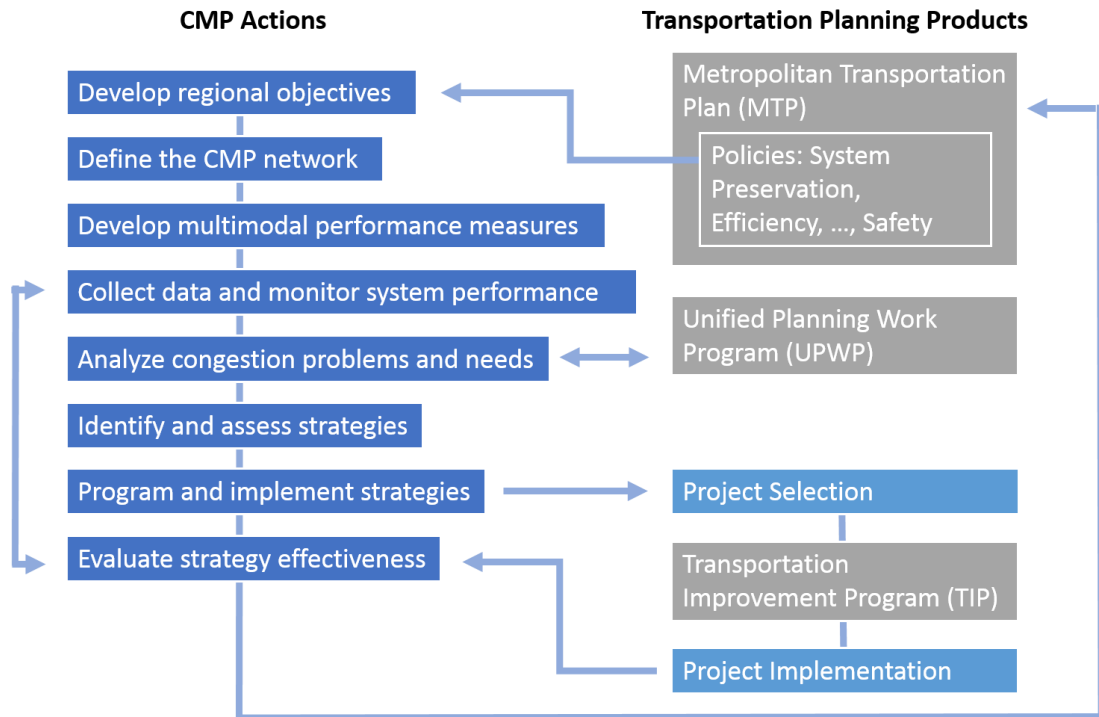 CMP Actions
Develop regional objectives
Define the CMP network
Develop multimodal performance measures
Collect data and monitor system performance
Analyze congestion problems and needs
Identify and assess strategies
Program and implement strategies
Evaluate strategy effectiveness
Transportation Planning Products
Metropolitan Transportation
Plan (MTP)
Policies: System
Preservation,
Efficiency, ..., Safety
Unified Planning Work
Program (UPWP)
Project Selection
Transportation
Improvement Program (TIP)
Project Implementation